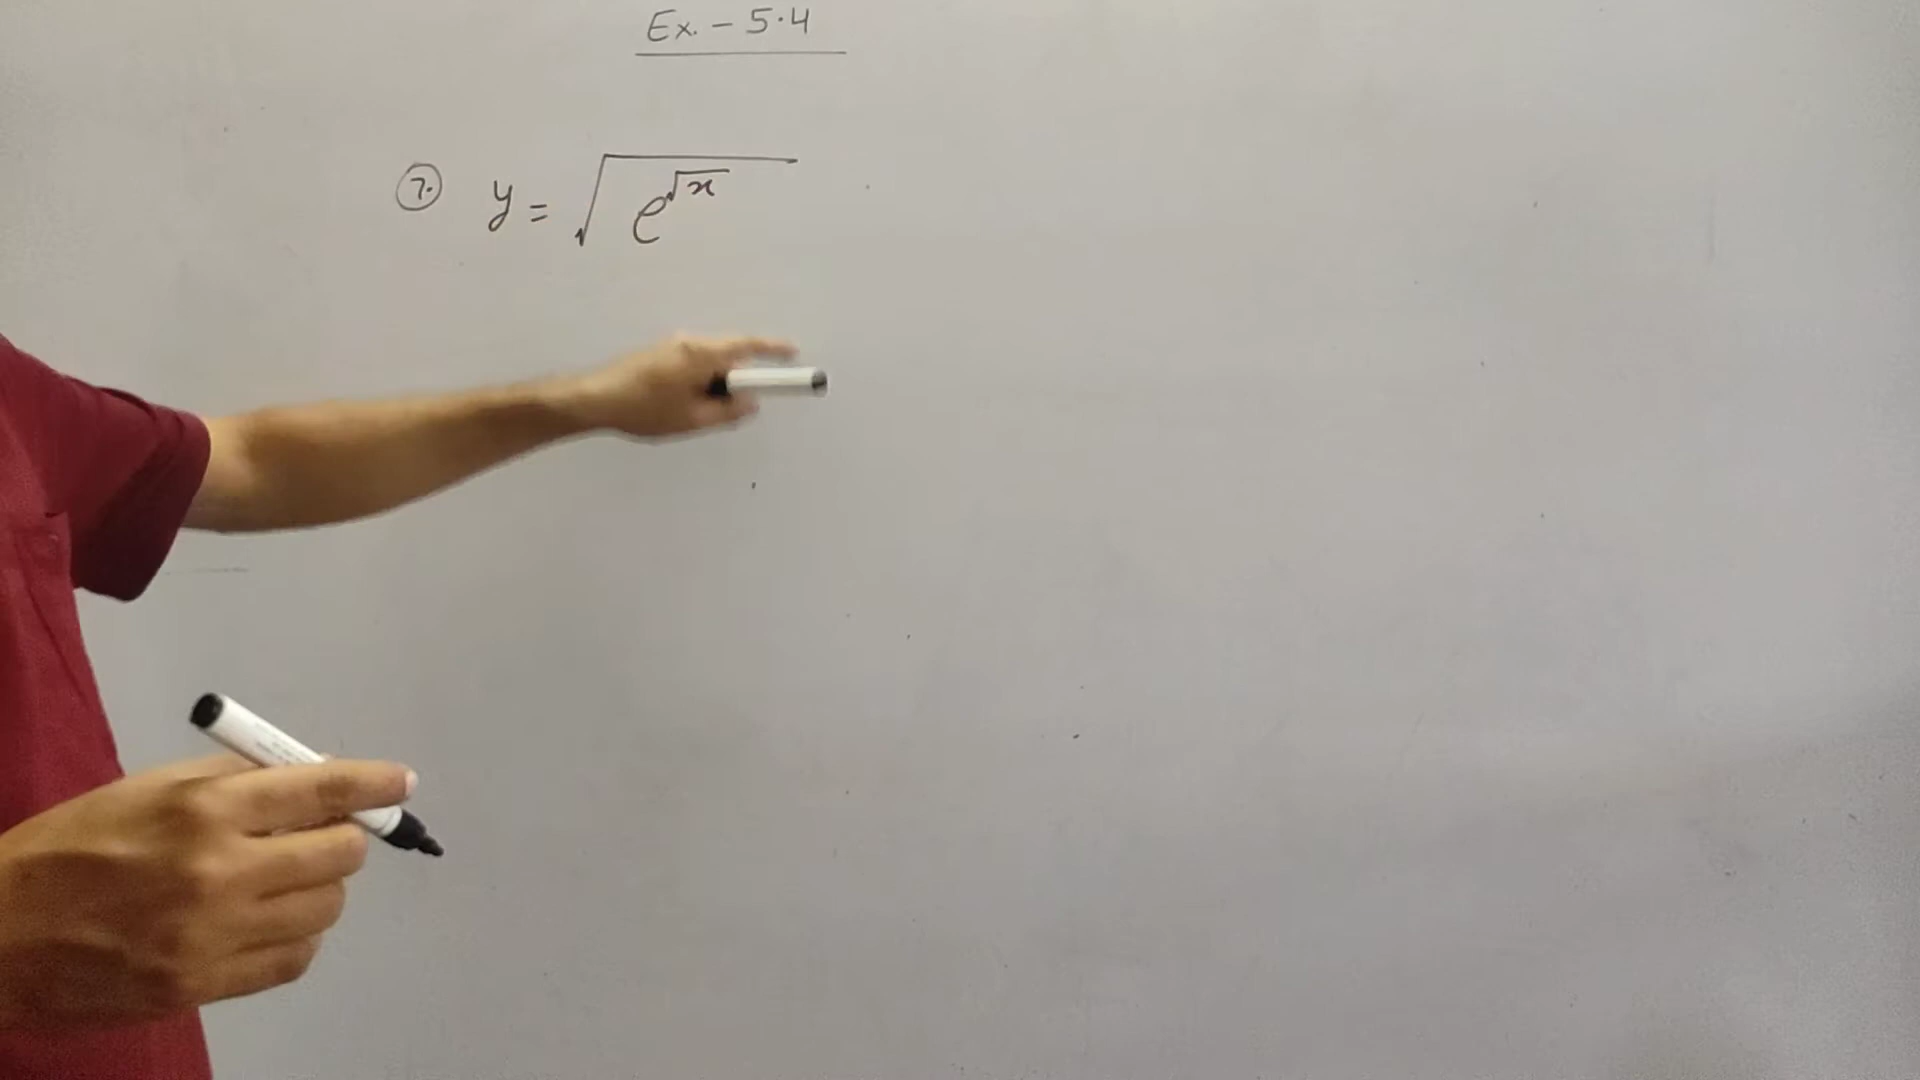 Ex. - 5.4
7. y = √(e^√x)